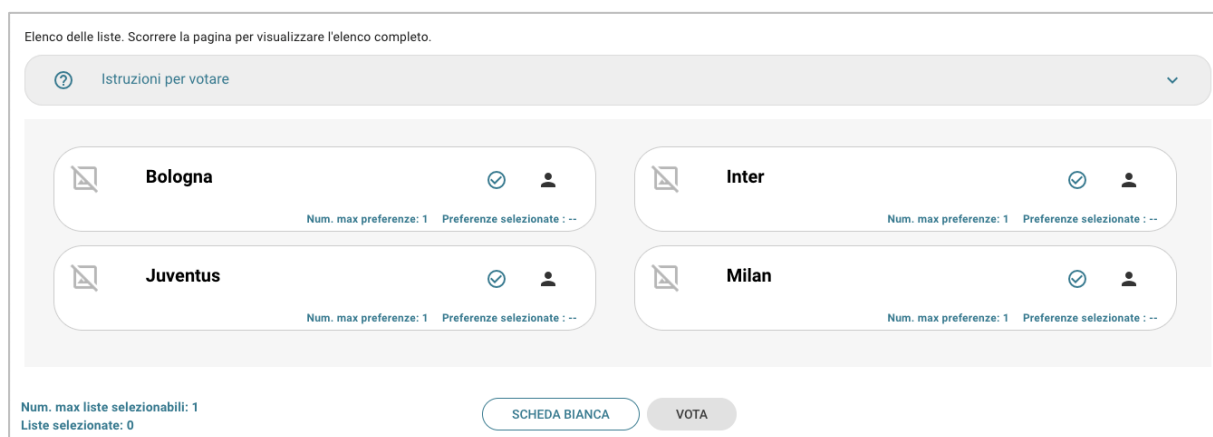 Elenco delle liste. Scorrere la pagina per visualizzare l'elenco completo.
Istruzioni per votare
Bologna
Num. max preferenze: 1 Preferenze selezionate : --
Inter
Num. max preferenze: 1 Preferenze selezionate : --
Juventus
Num. max preferenze: 1 Preferenze selezionate : --
Milan
Num. max preferenze: 1 Preferenze selezionate : --
Num. max liste selezionabili: 1
Liste selezionate: 0
SCHEDA BIANCA
VOTA